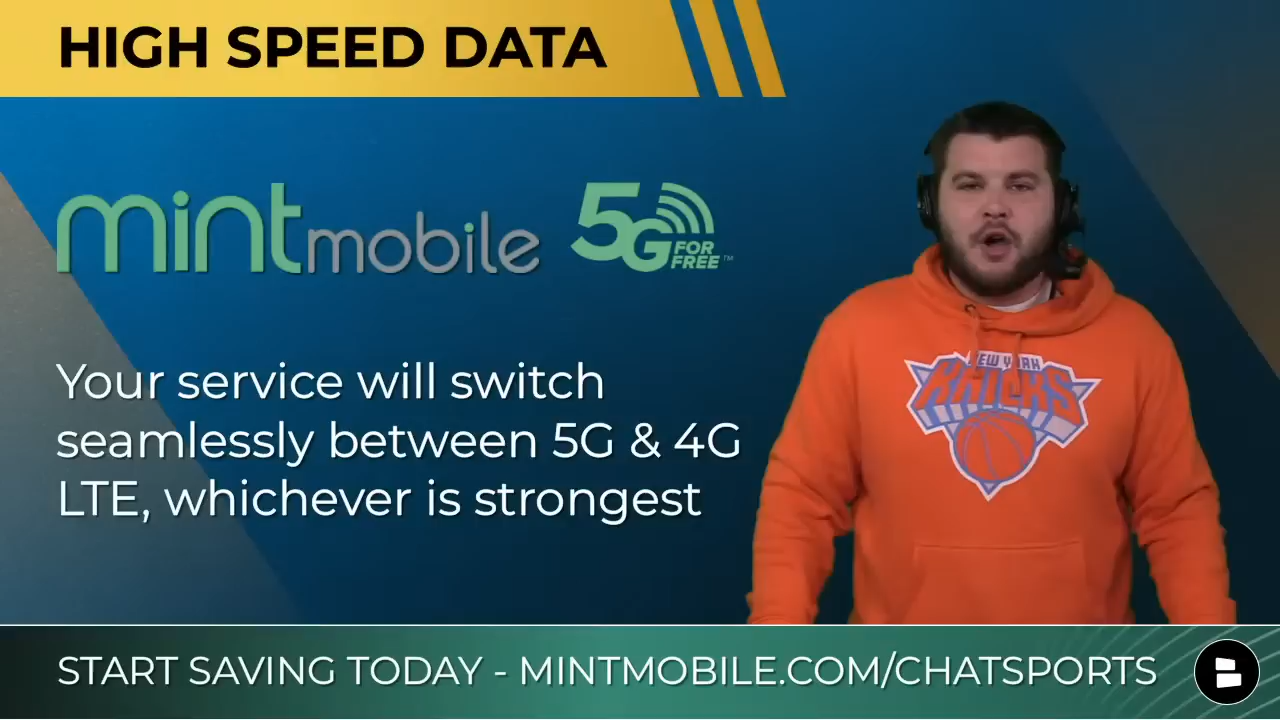 HIGH SPEED DATA
mintmobile
5G FOR FREE™
Your service will switch
seamlessly between 5G & 4G
LTE, whichever is strongest
NEW YORK
KNICKS
START SAVING TODAY - MINTMOBILE.COM/CHATSPORTS